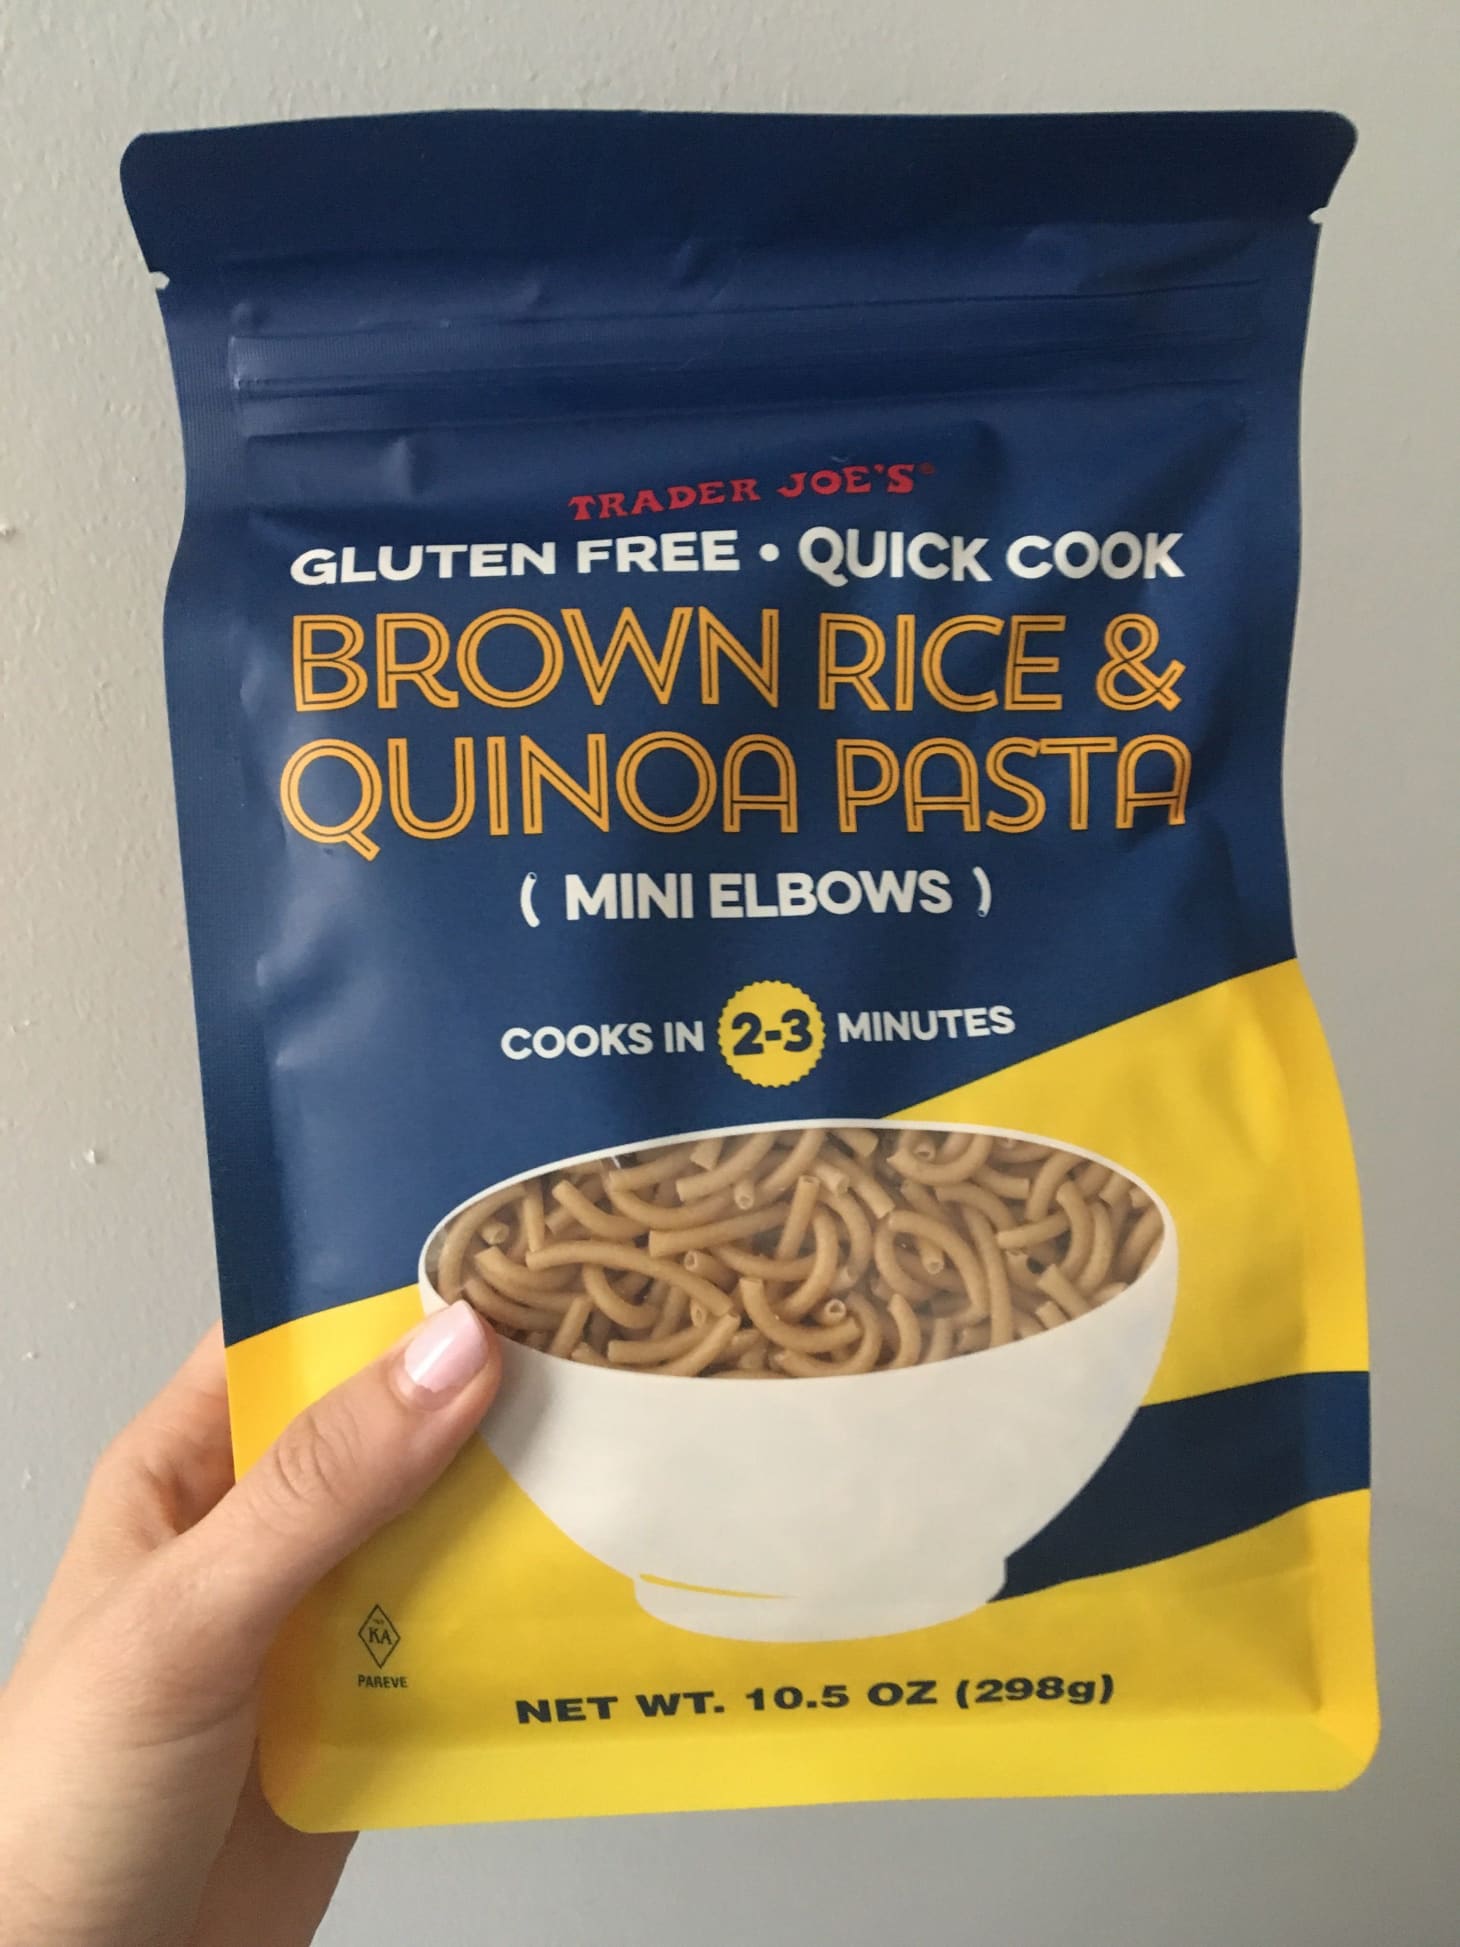 TRADER JOE'S®
GLUTEN FREE • QUICK COOK
BROWN RICE &
QUINOA PASTA
( MINI ELBOWS )
COOKS IN 2-3 MINUTES
KA
PAREVE
NET WT. 10.5 OZ (298g)